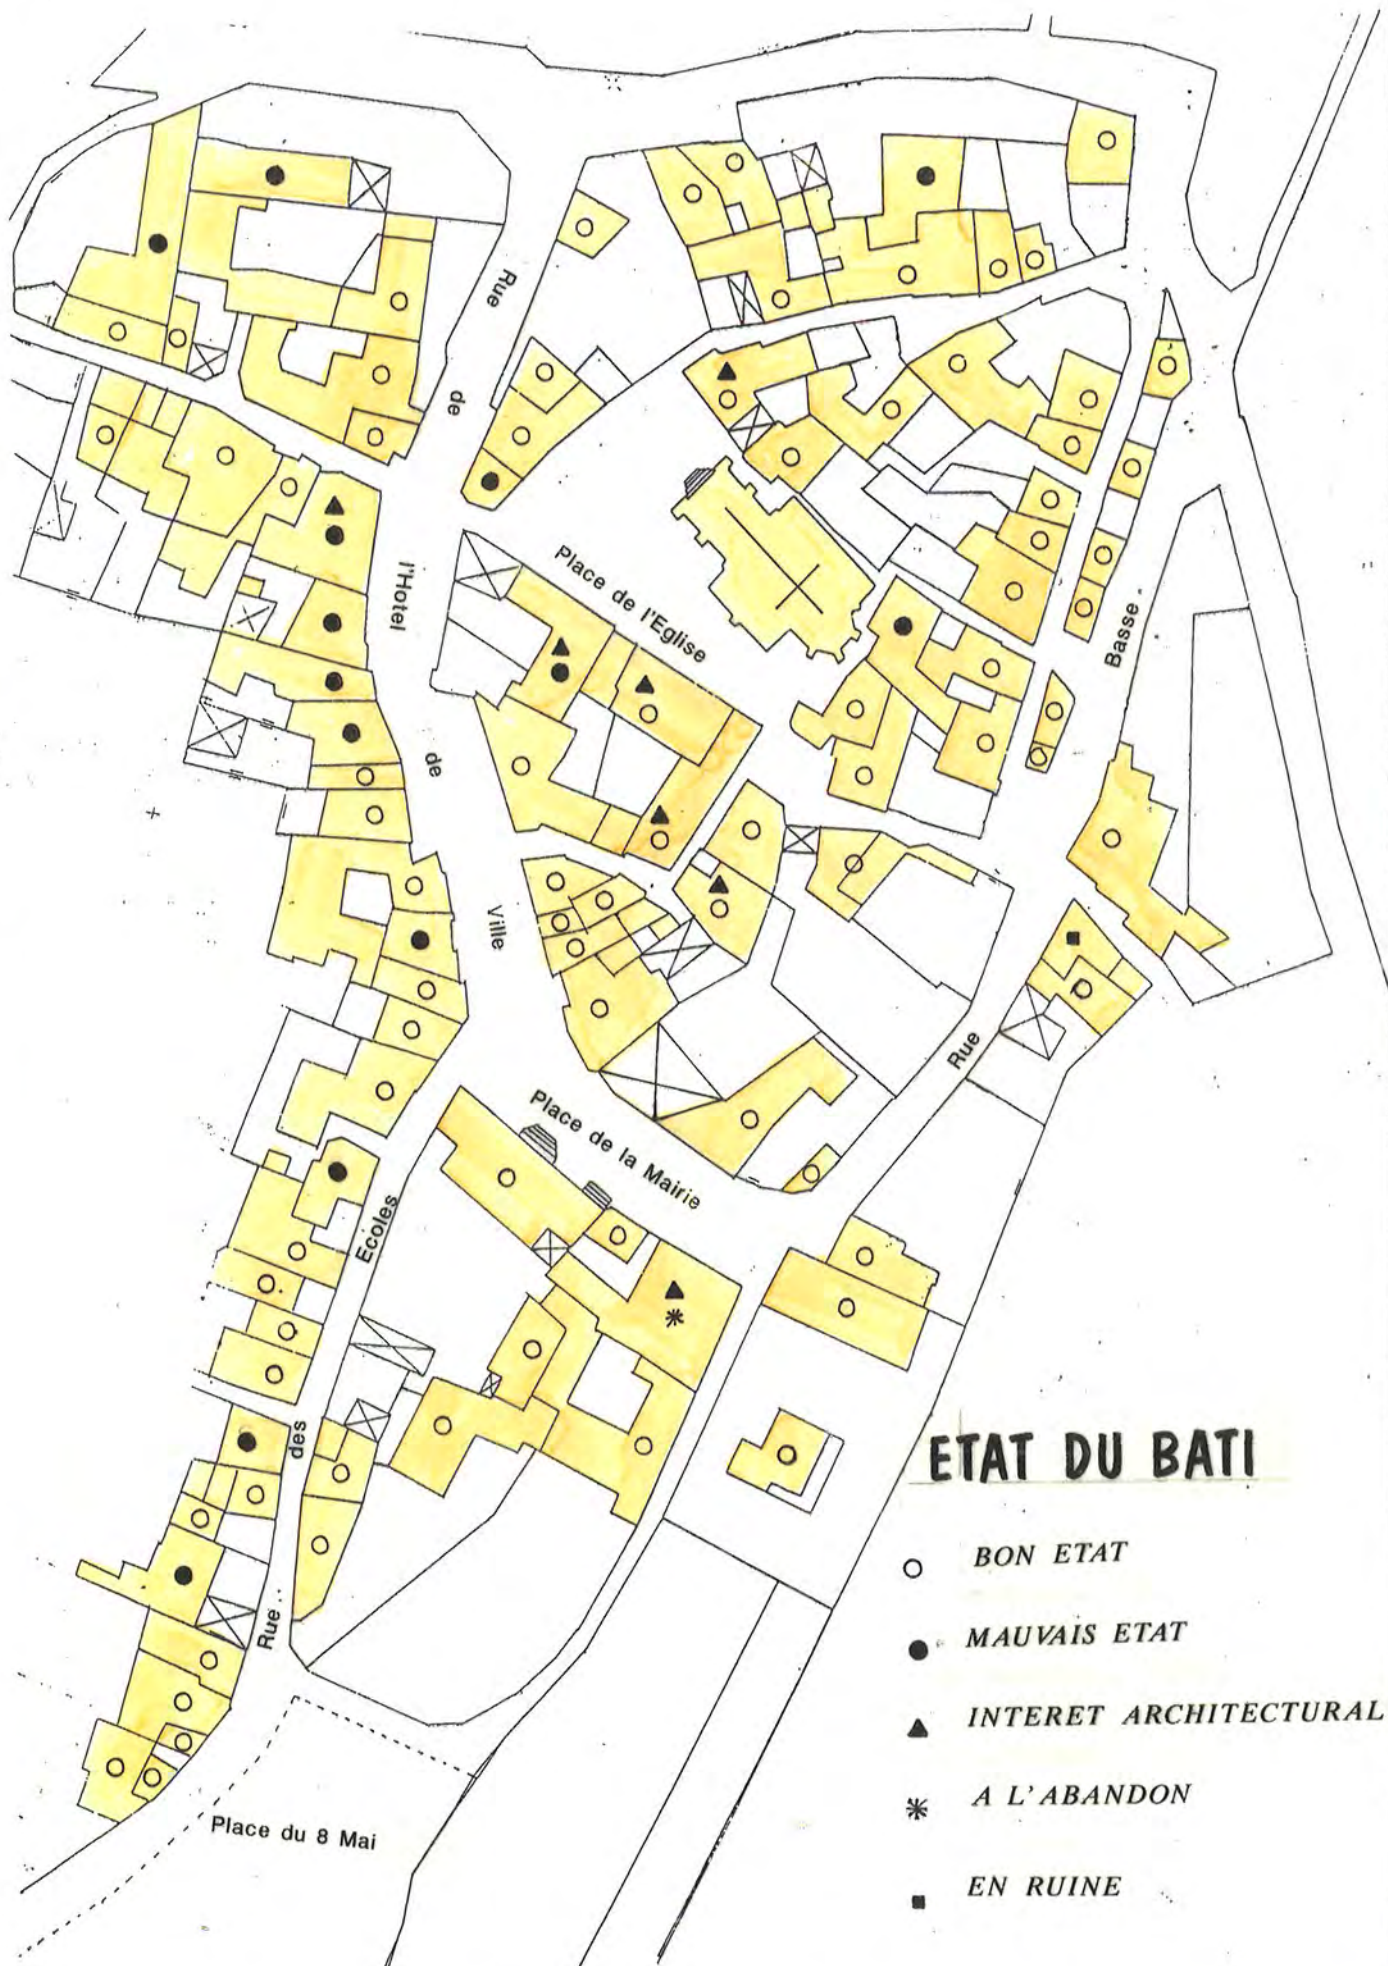 Rue
de
l'Hotel
de
Ville
Place de l'Eglise
Basse
Rue
Place de la Mairie
Ecoles
des
Rue
Place du 8 Mai
ETAT DU BATI
BON ETAT
MAUVAIS ETAT
INTERET ARCHITECTURAL
A L'ABANDON
EN RUINE